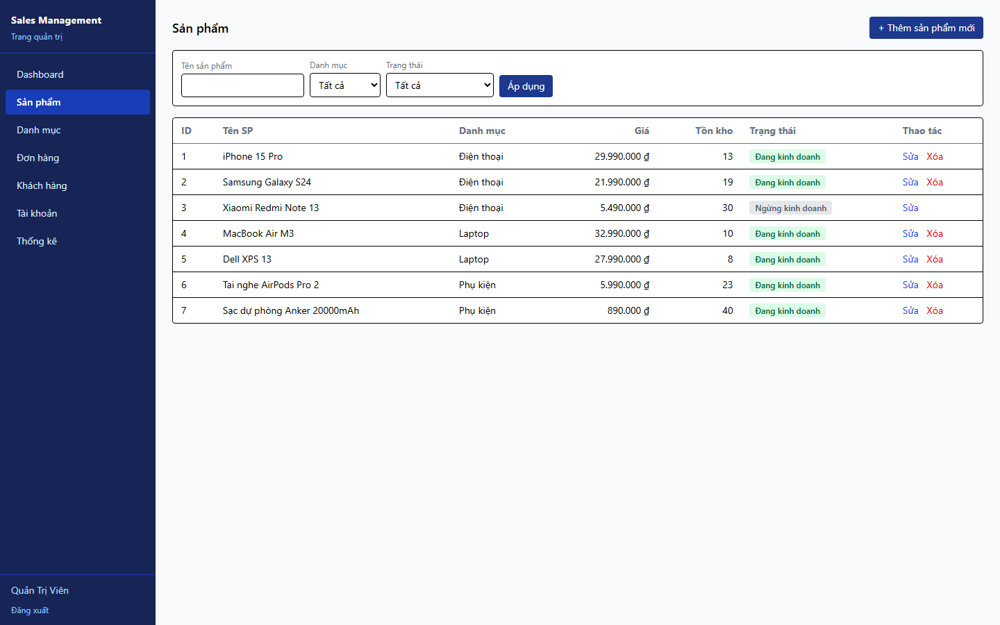 Sales Management
Trang quản trị
Dashboard
Sản phẩm
Danh mục
Đơn hàng
Khách hàng
Tài khoản
Thống kê
Quản Trị Viên
Đăng xuất
Sản phẩm
+ Thêm sản phẩm mới
Tên sản phẩm Danh mục Trạng thái
Tất cả Tất cả Áp dụng
ID Tên SP Danh mục Giá Tồn kho Trạng thái Thao tác
1 iPhone 15 Pro Điện thoại 29.990.000 ₫ 13 Đang kinh doanh Sửa Xóa
2 Samsung Galaxy S24 Điện thoại 21.990.000 ₫ 19 Đang kinh doanh Sửa Xóa
3 Xiaomi Redmi Note 13 Điện thoại 5.490.000 ₫ 30 Ngừng kinh doanh Sửa
4 MacBook Air M3 Laptop 32.990.000 ₫ 10 Đang kinh doanh Sửa Xóa
5 Dell XPS 13 Laptop 27.990.000 ₫ 8 Đang kinh doanh Sửa Xóa
6 Tai nghe AirPods Pro 2 Phụ kiện 5.990.000 ₫ 23 Đang kinh doanh Sửa Xóa
7 Sạc dự phòng Anker 20000mAh Phụ kiện 890.000 ₫ 40 Đang kinh doanh Sửa Xóa